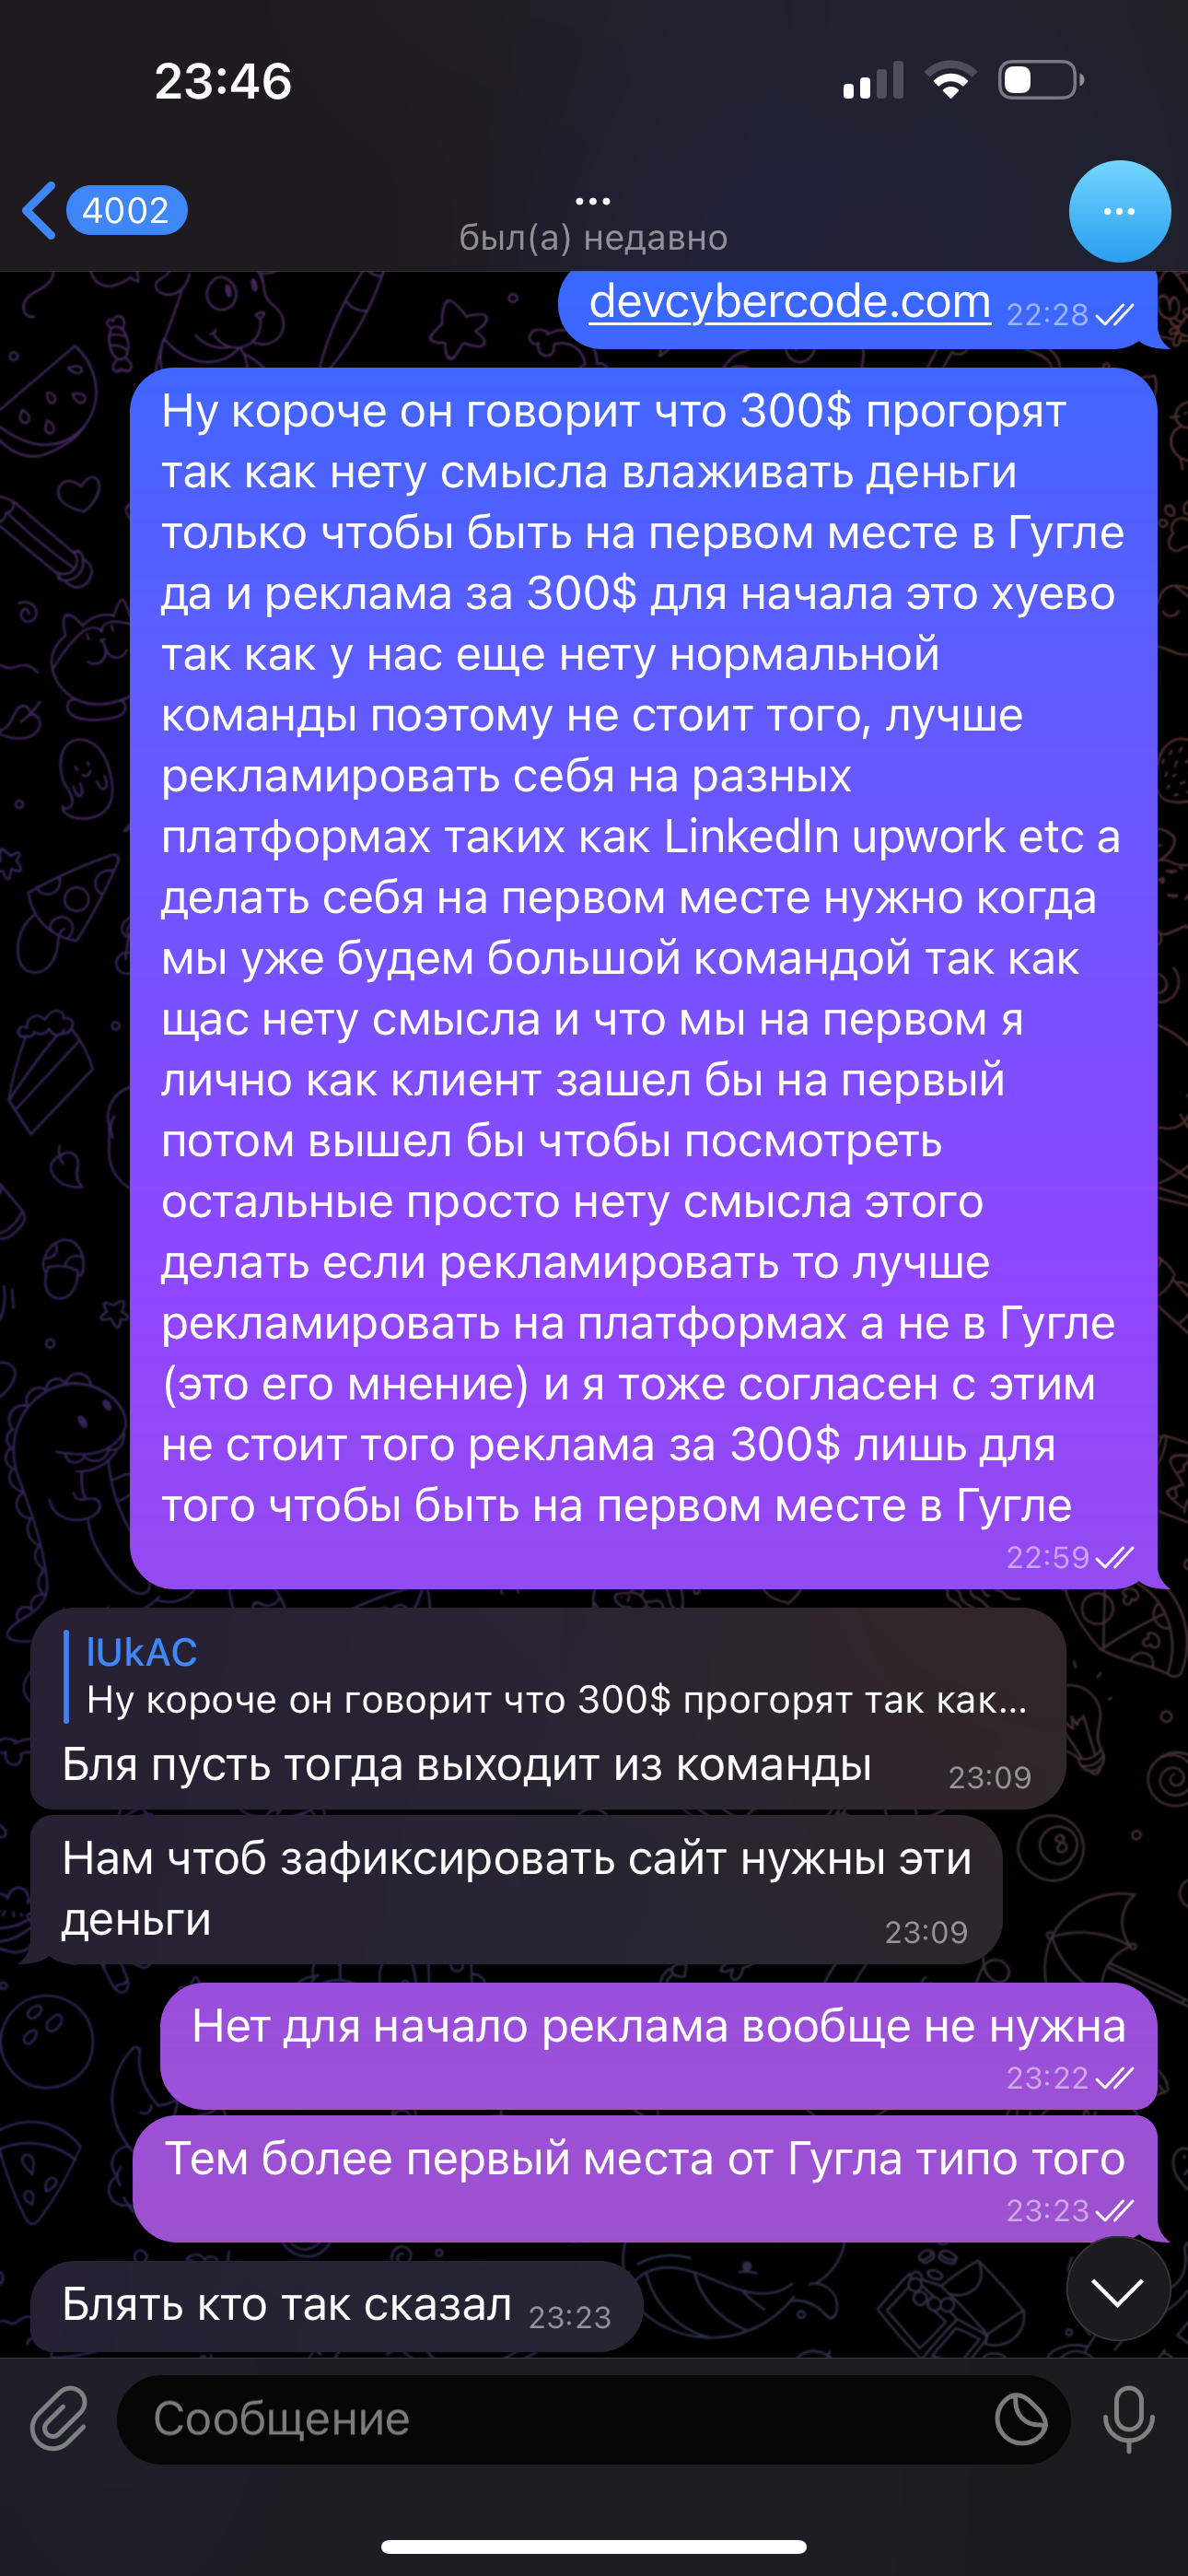 23:46
4002
...
...
был(а) недавно
devcybercode.com 22:28
Ну короче он говорит что 300$ прогорят
так как нету смысла влаживать деньги
только чтобы быть на первом месте в Гугле
да и реклама за 300$ для начала это хуево
так как у нас еще нету нормальной
команды поэтому не стоит того, лучше
рекламировать себя на разных
платформах таких как LinkedIn upwork etc а
делать себя на первом месте нужно когда
мы уже будем большой командой так как
щас нету смысла и что мы на первом я
лично как клиент зашел бы на первый
потом вышел бы чтобы посмотреть
остальные просто нету смысла этого
делать если рекламировать то лучше
рекламировать на платформах а не в Гугле
(это его мнение) и я тоже согласен с этим
не стоит того реклама за 300$ лишь для
того чтобы быть на первом месте в Гугле
22:59
lUkAC
Ну короче он говорит что 300$ прогорят так как...
Бля пусть тогда выходит из команды 23:09
Нам чтоб зафиксировать сайт нужны эти
деньги 23:09
Нет для начало реклама вообще не нужна
23:22
Тем более первый места от Гугла типо того
23:23
Блять кто так сказал 23:23
Сообщение